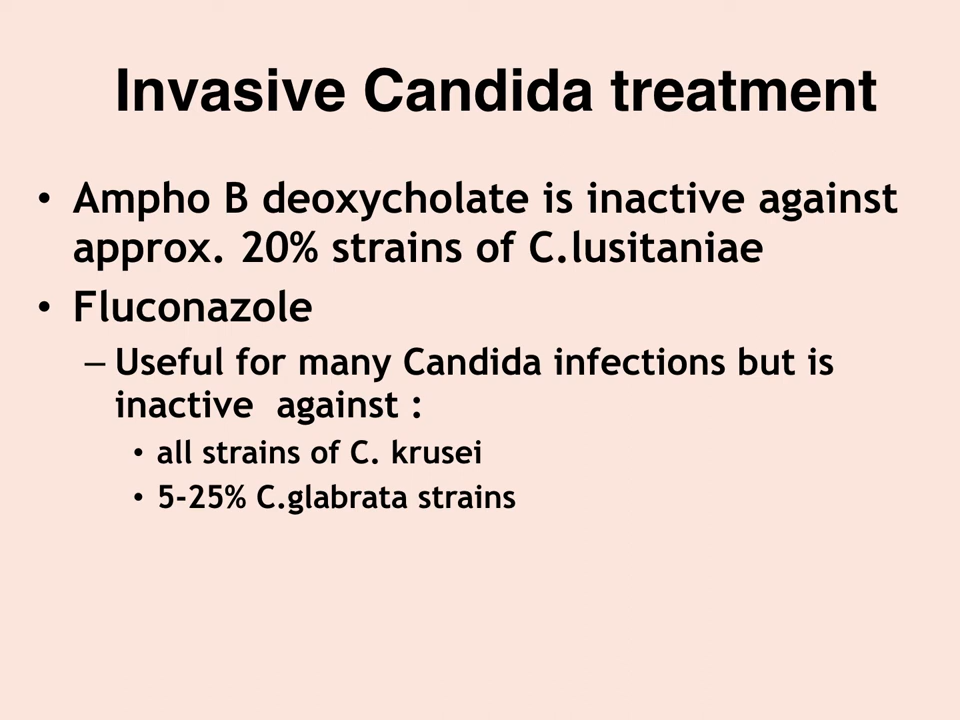 Invasive Candida treatment
• Ampho B deoxycholate is inactive against
approx. 20% strains of C.lusitaniae
• Fluconazole
– Useful for many Candida infections but is
inactive  against :
• all strains of C. krusei
• 5-25% C.glabrata strains